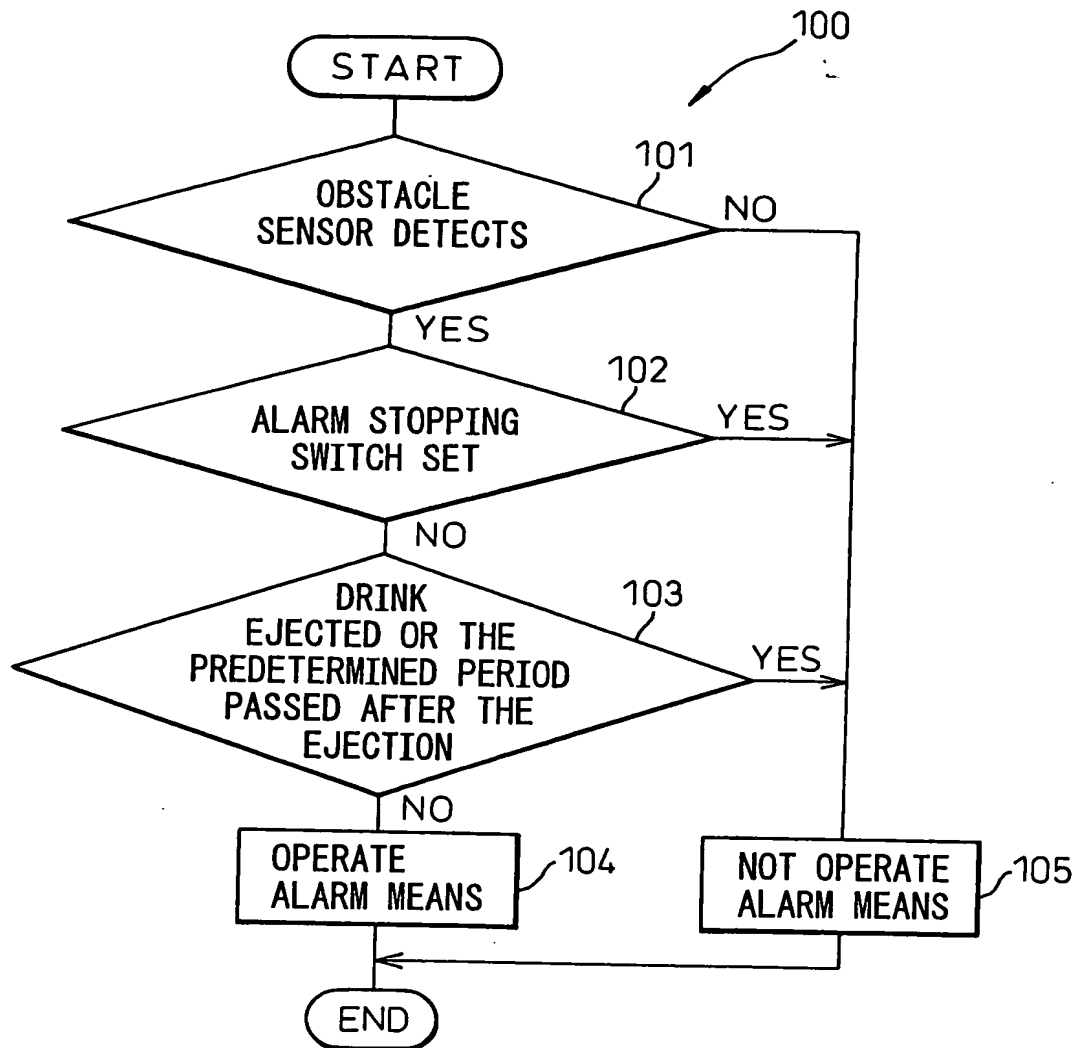 100
START
101
OBSTACLE
SENSOR DETECTS
NO
YES
102
ALARM STOPPING
SWITCH SET
YES
NO
103
DRINK
EJECTED OR THE
PREDETERMINED PERIOD
PASSED AFTER THE
EJECTION
YES
NO
OPERATE
ALARM MEANS
104
NOT OPERATE
ALARM MEANS
105
END